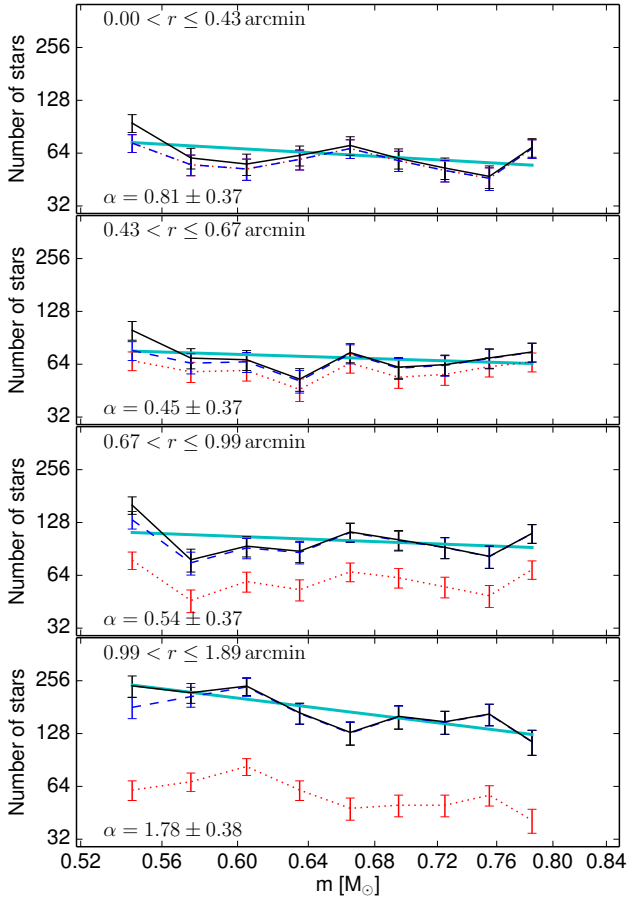 0.00 < r ≤ 0.43 arcmin
Number of stars
256
128
64
32
α = 0.81 ± 0.37
0.43 < r ≤ 0.67 arcmin
Number of stars
256
128
64
32
α = 0.45 ± 0.37
0.67 < r ≤ 0.99 arcmin
Number of stars
256
128
64
32
α = 0.54 ± 0.37
0.99 < r ≤ 1.89 arcmin
Number of stars
256
128
64
32
α = 1.78 ± 0.38
0.52 0.56 0.60 0.64 0.68 0.72 0.76 0.80 0.84
m [M☉]